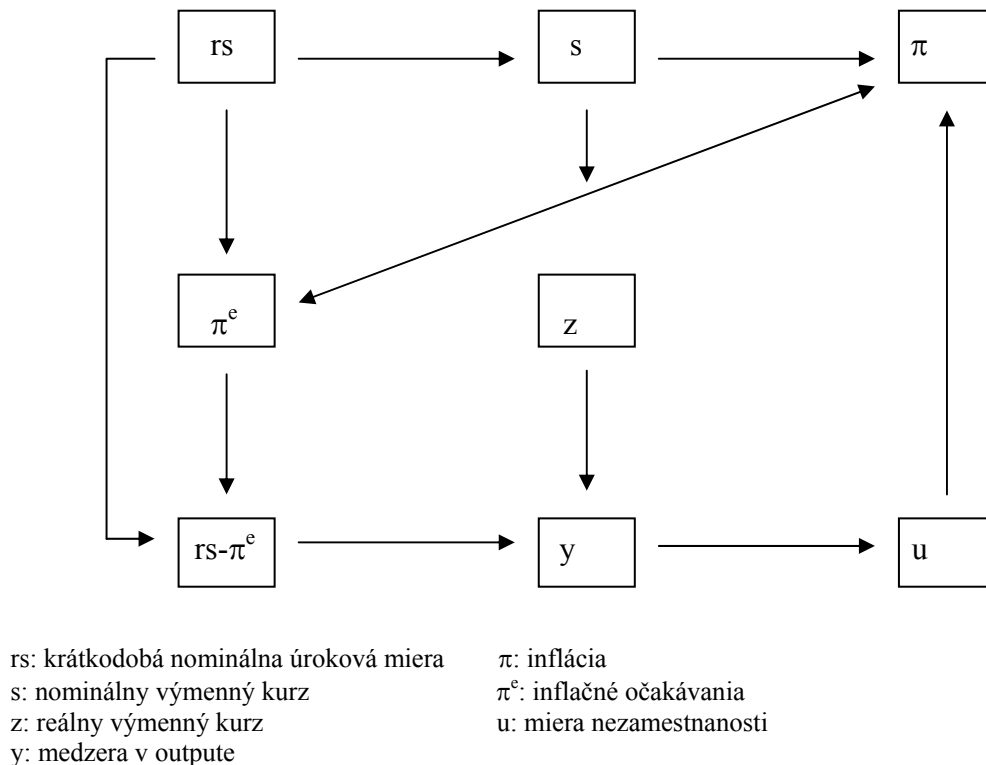 rs
s
π
πᵉ
z
rs-πᵉ
y
u
rs: krátkodobá nominálna úroková miera
π: inflácia
s: nominálny výmenný kurz
πᵉ: inflačné očakávania
z: reálny výmenný kurz
u: miera nezamestnanosti
y: medzera v outpute